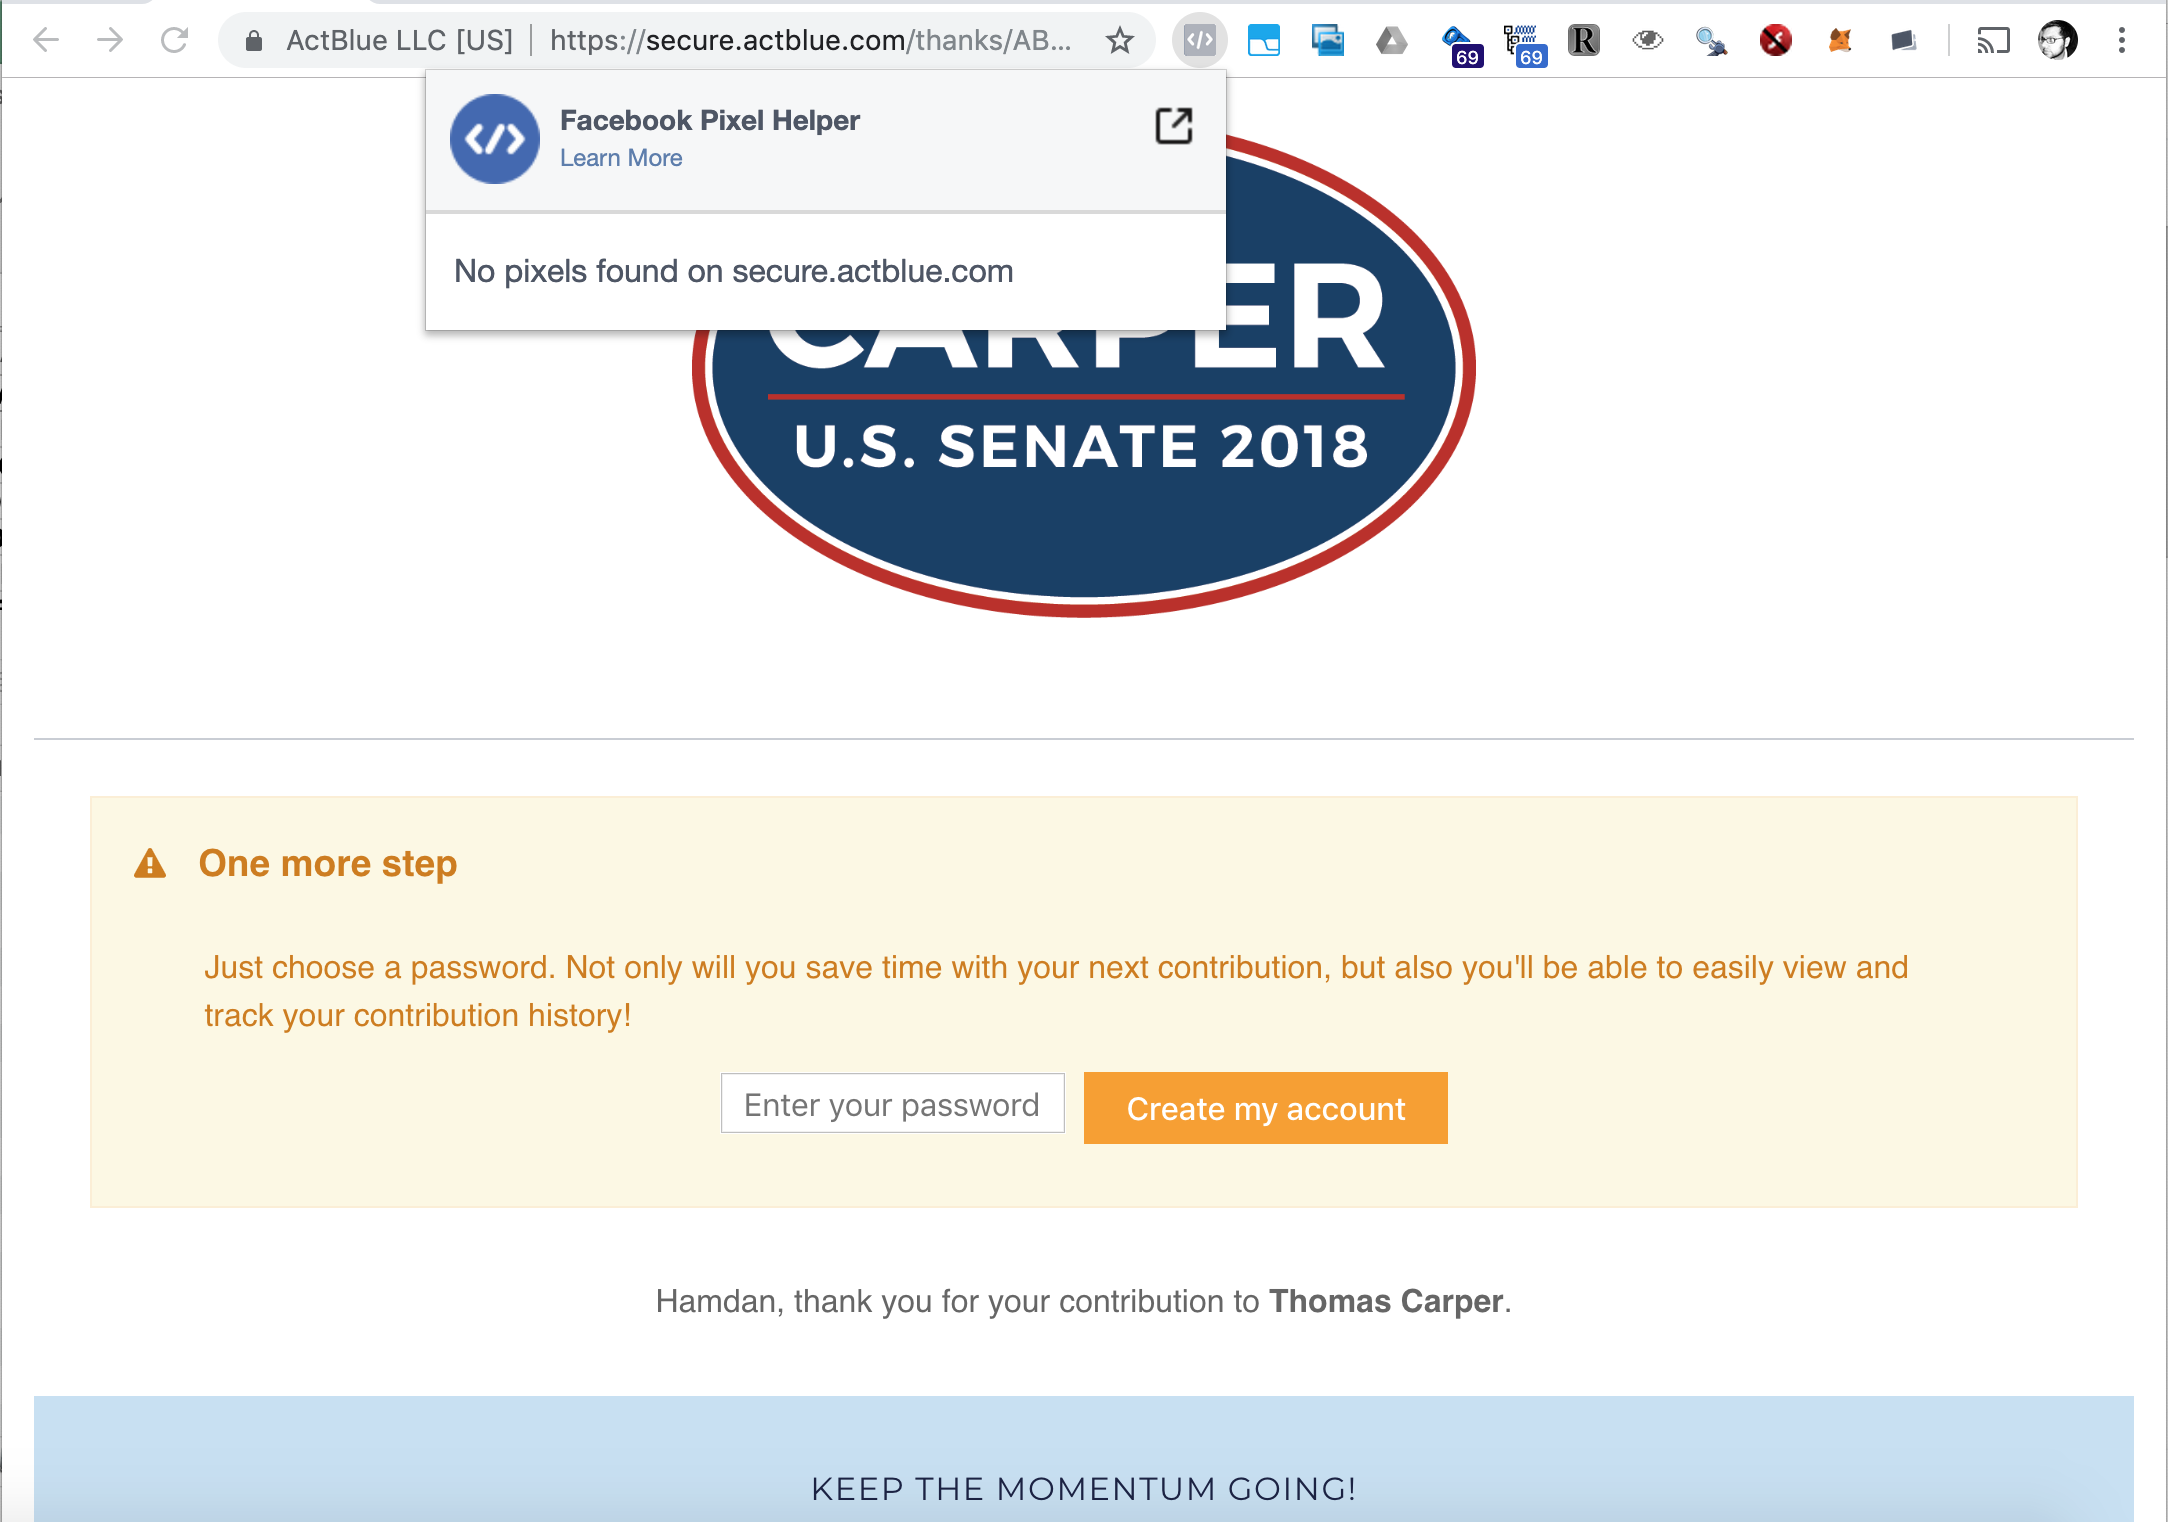 ActBlue LLC [US] https://secure.actblue.com/thanks/AB...
69
69
R
Facebook Pixel Helper
Learn More
No pixels found on secure.actblue.com
CARPER
U.S. SENATE 2018
One more step
Just choose a password. Not only will you save time with your next contribution, but also you'll be able to easily view and
track your contribution history!
Enter your password
Create my account
Hamdan, thank you for your contribution to Thomas Carper.
KEEP THE MOMENTUM GOING!